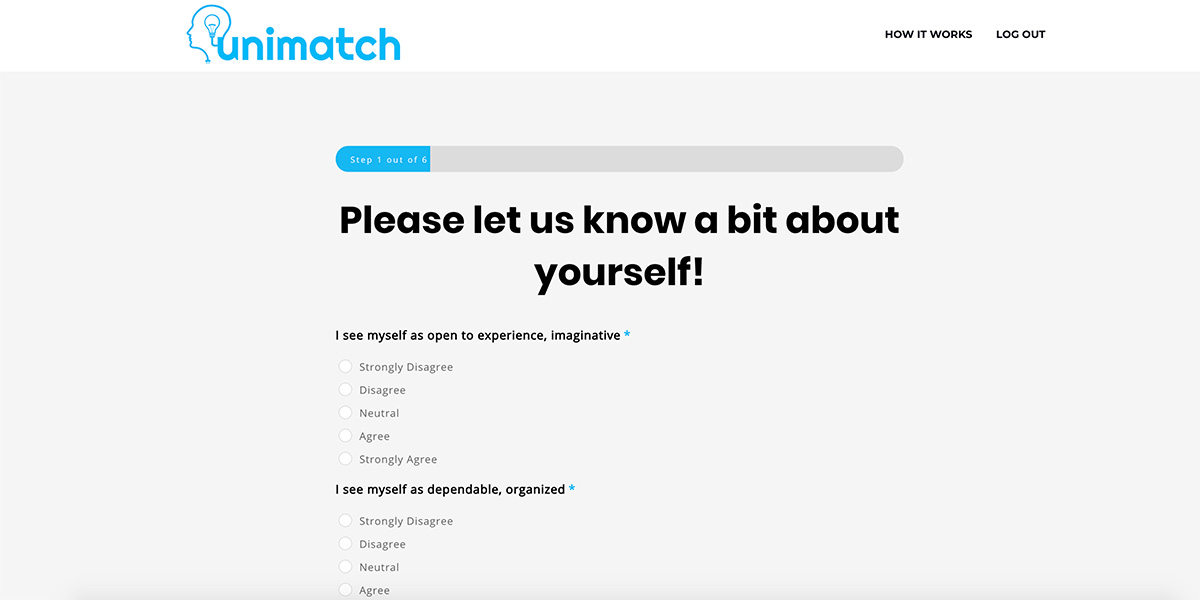 unimatch
HOW IT WORKS
LOG OUT
Step 1 out of 6
Please let us know a bit about
yourself!
I see myself as open to experience, imaginative *
Strongly Disagree
Disagree
Neutral
Agree
Strongly Agree
I see myself as dependable, organized *
Strongly Disagree
Disagree
Neutral
Agree